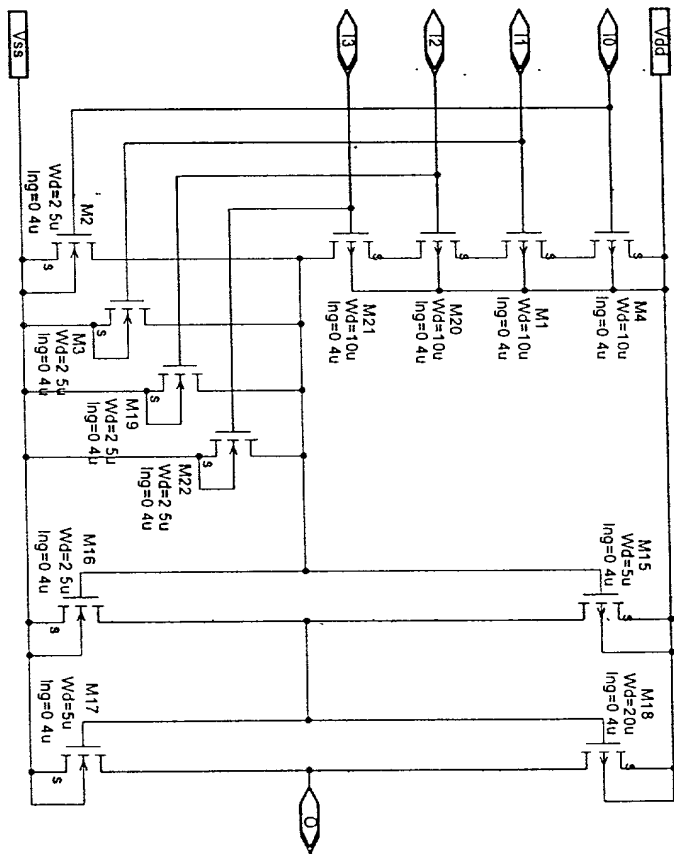 Vss
I3
I2
I1
I0
Vdd
M2
Wd=2 5u
lng=0 4u
M3
Wd=2 5u
lng=0 4u
M19
Wd=2 5u
lng=0 4u
M22
Wd=2 5u
lng=0 4u
M21
Wd=10u
lng=0 4u
M20
Wd=10u
lng=0 4u
M1
Wd=10u
lng=0 4u
M4
Wd=10u
lng=0 4u
s
s
s
s
s
s
s
s
M16
Wd=2 5u
lng=0 4u
s
M15
Wd=5u
lng=0 4u
s
M17
Wd=5u
lng=0 4u
s
M18
Wd=20u
lng=0 4u
s
O